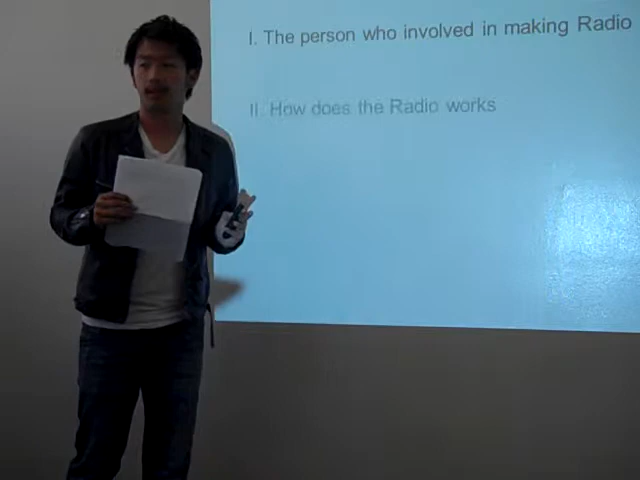 I. The person who involved in making Radio
II. How does the Radio works